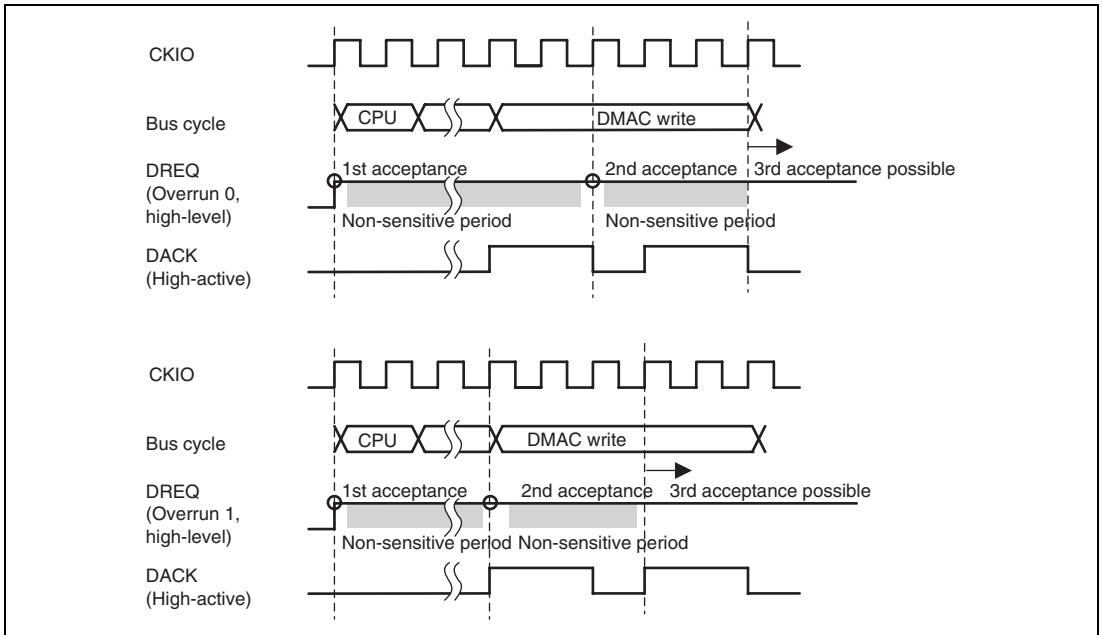 CKIO
Bus cycle
CPU
DMAC write
DREQ
(Overrun 0,
high-level)
1st acceptance
2nd acceptance
3rd acceptance possible
Non-sensitive period
Non-sensitive period
DACK
(High-active)
CKIO
Bus cycle
CPU
DMAC write
DREQ
(Overrun 1,
high-level)
1st acceptance
2nd acceptance
3rd acceptance possible
Non-sensitive period
Non-sensitive period
DACK
(High-active)